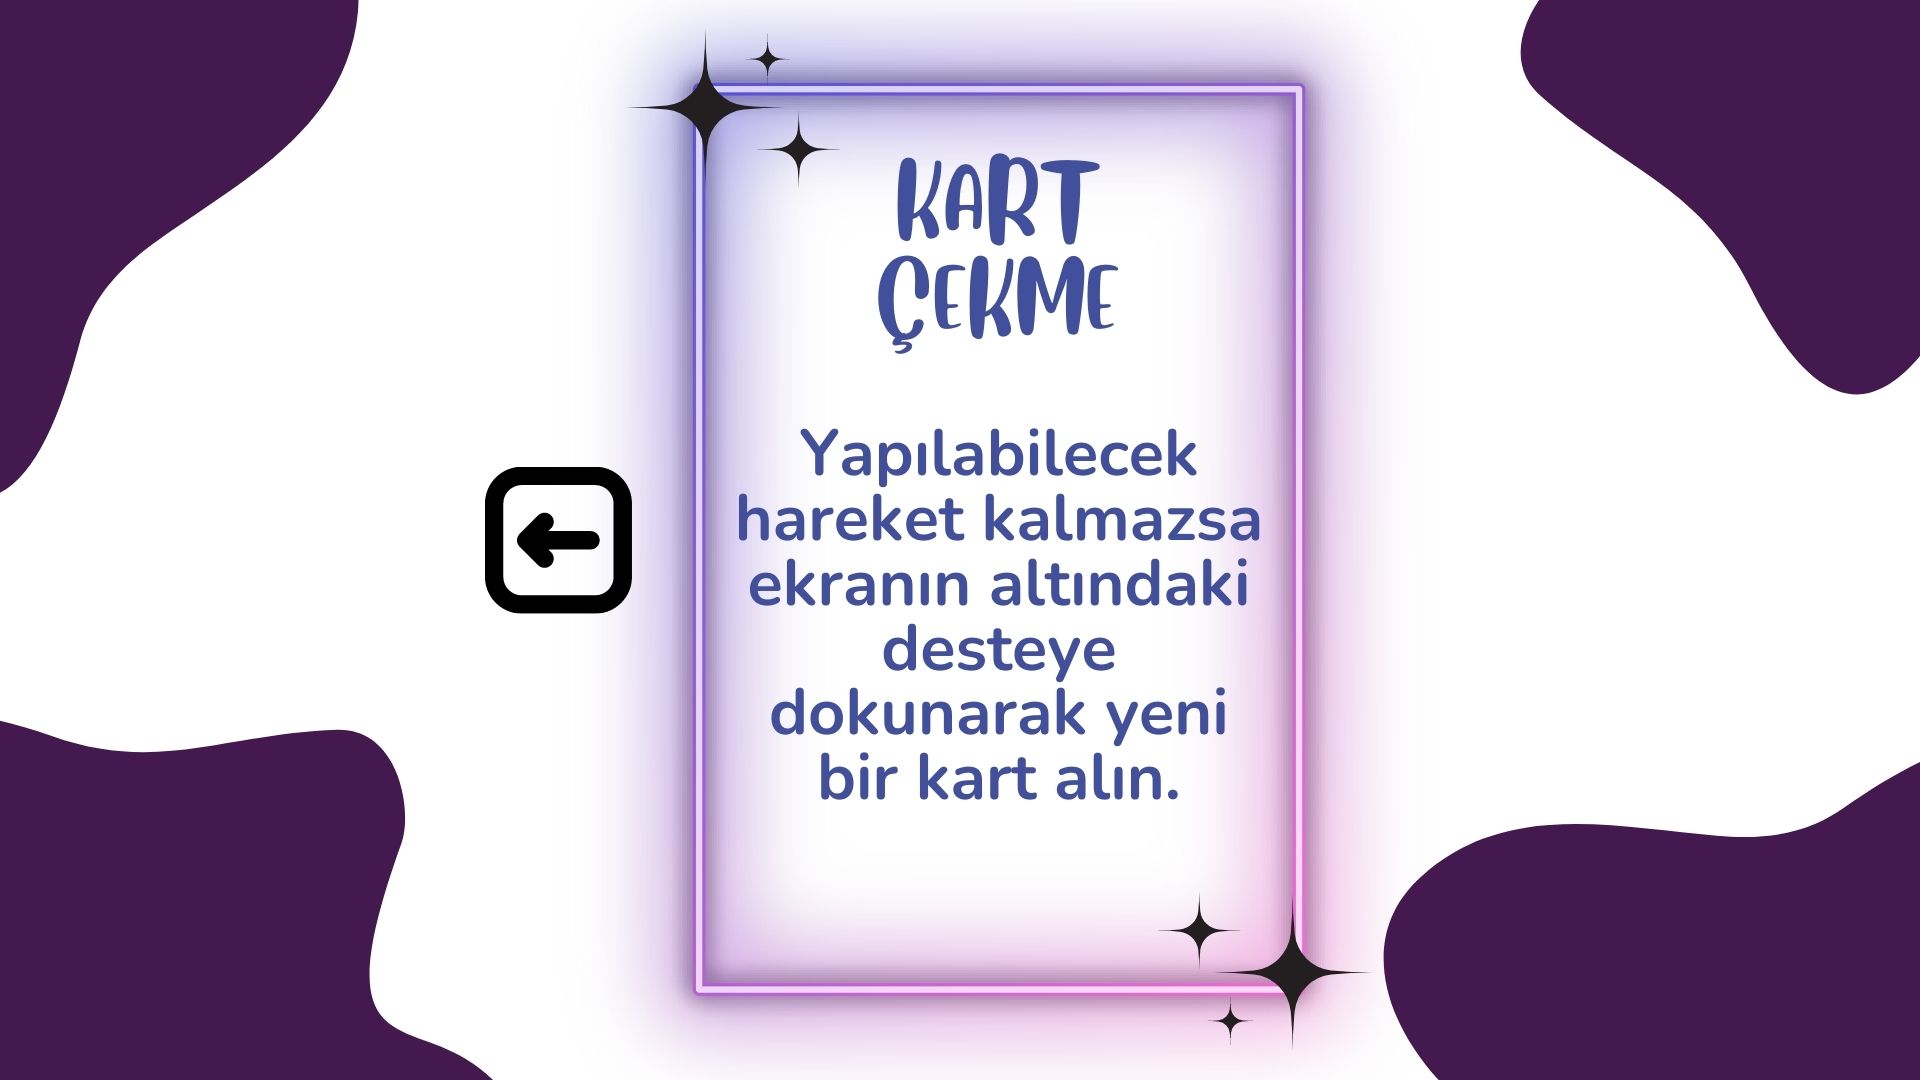 KART
ÇEKME
Yapılabilecek
hareket kalmazsa
ekranın altındaki
desteye
dokunarak yeni
bir kart alın.